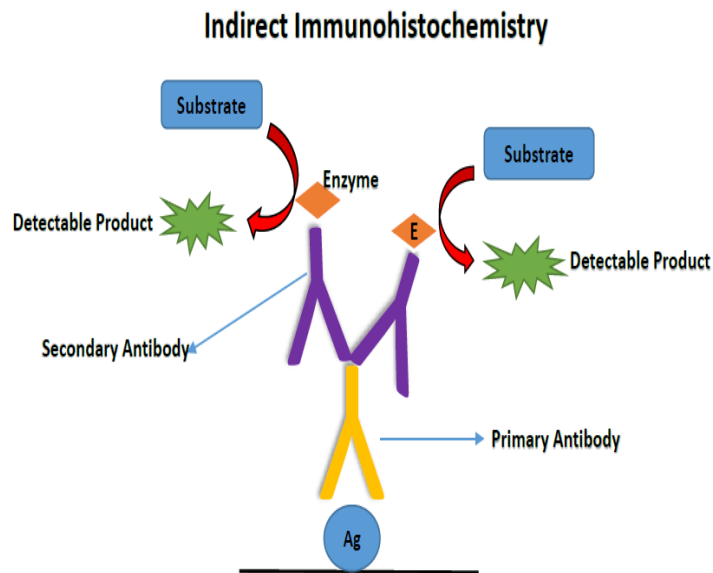 Indirect Immunohistochemistry
Substrate
Substrate
Enzyme
E
Detectable Product
Detectable Product
Secondary Antibody
Primary Antibody
Ag